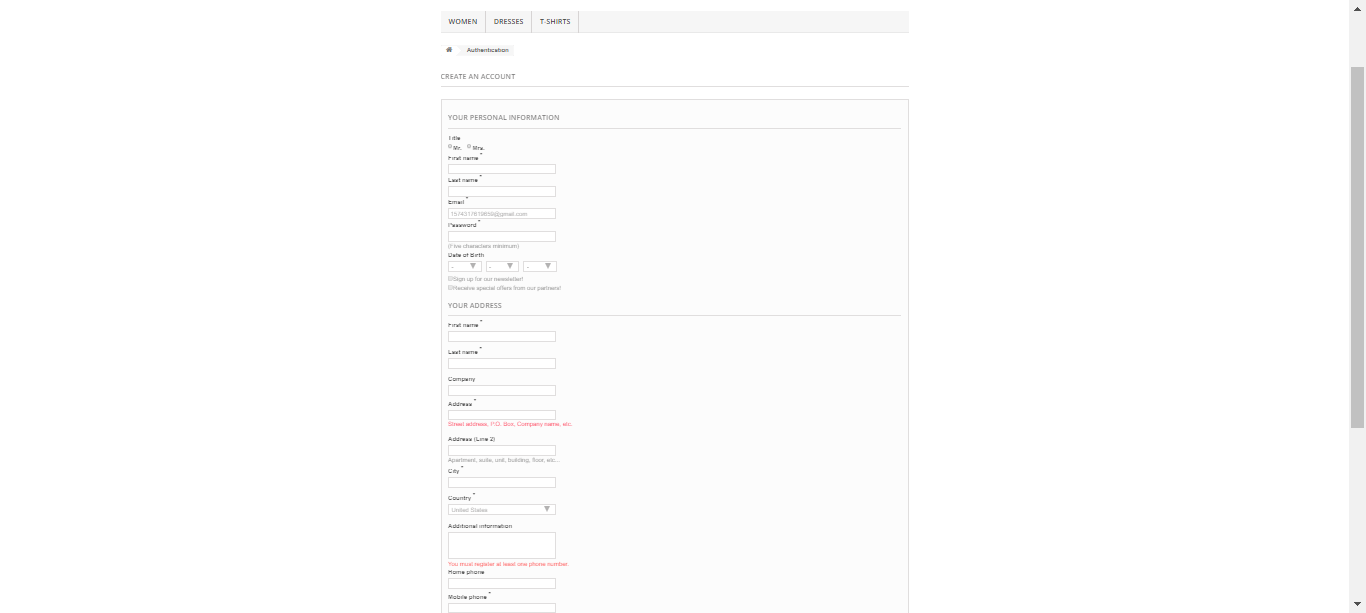 WOMEN DRESSES T-SHIRTS
Authentication
CREATE AN ACCOUNT
YOUR PERSONAL INFORMATION
Title
Mr. Mrs.
First name *
Last name *
Email *
1574317619659@gmail.com
Password *
(Five characters minimum)
Date of Birth
- - -
Sign up for our newsletter!
Receive special offers from our partners!
YOUR ADDRESS
First name *
Last name *
Company
Address *
Street address, P.O. Box, Company name, etc.
Address (Line 2)
Apartment, suite, unit, building, floor, etc...
City *
Country *
United States
Additional information
You must register at least one phone number.
Home phone
Mobile phone *